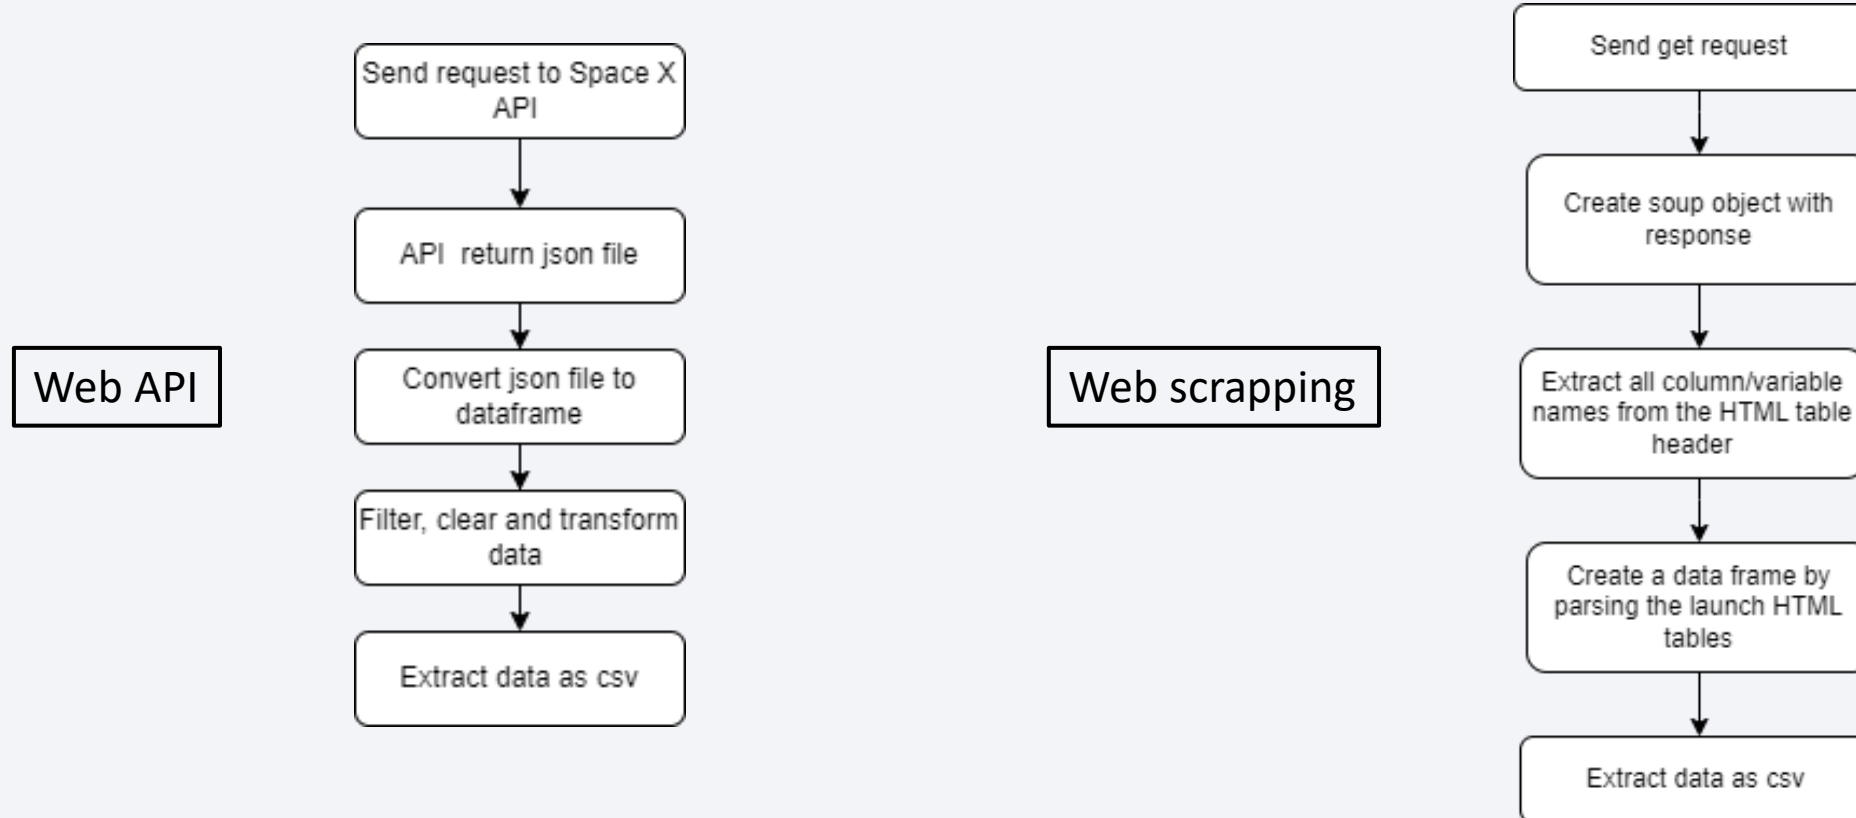 Web API
Send request to Space X
API
API  return json file
Convert json file to
dataframe
Filter, clear and transform
data
Extract data as csv
Web scrapping
Send get request
Create soup object with
response
Extract all column/variable
names from the HTML table
header
Create a data frame by
parsing the launch HTML
tables
Extract data as csv